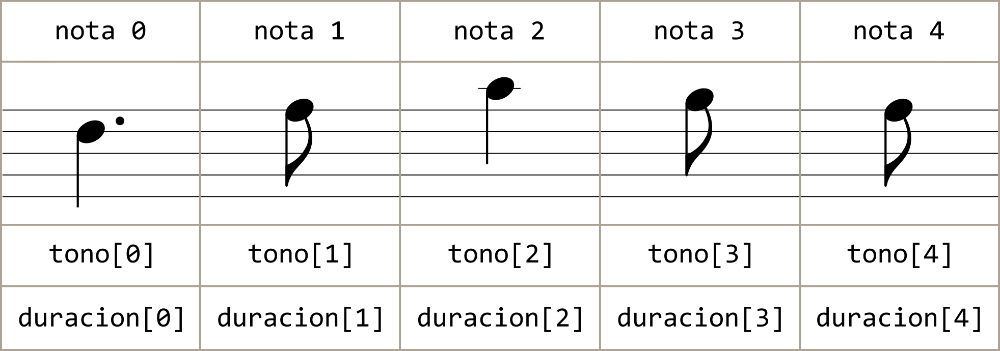 nota 0 nota 1 nota 2 nota 3 nota 4
tono[0] tono[1] tono[2] tono[3] tono[4]
duracion[0] duracion[1] duracion[2] duracion[3] duracion[4]